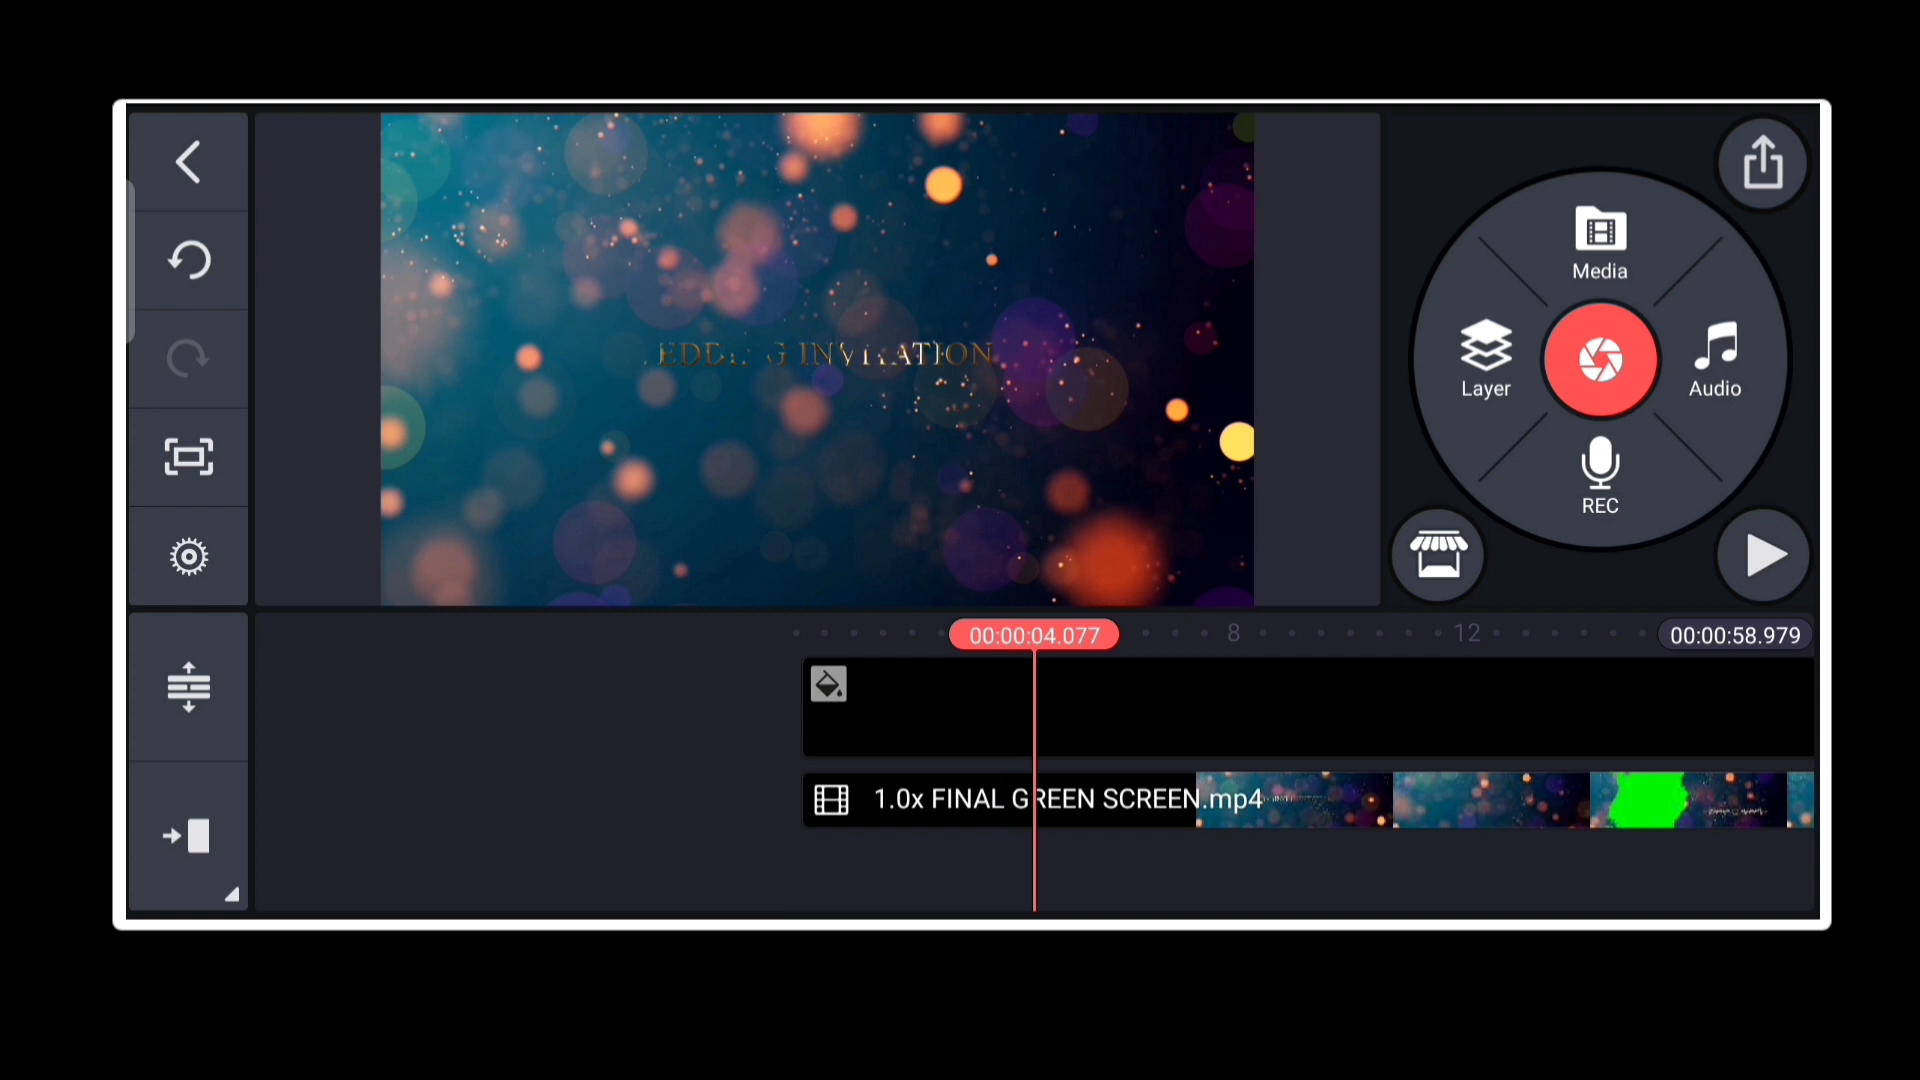 Media
Layer
Audio
REC
INVITATION
00:00:04.077
8
12
00:00:58.979
1.0x FINAL GREEN SCREEN.mp4